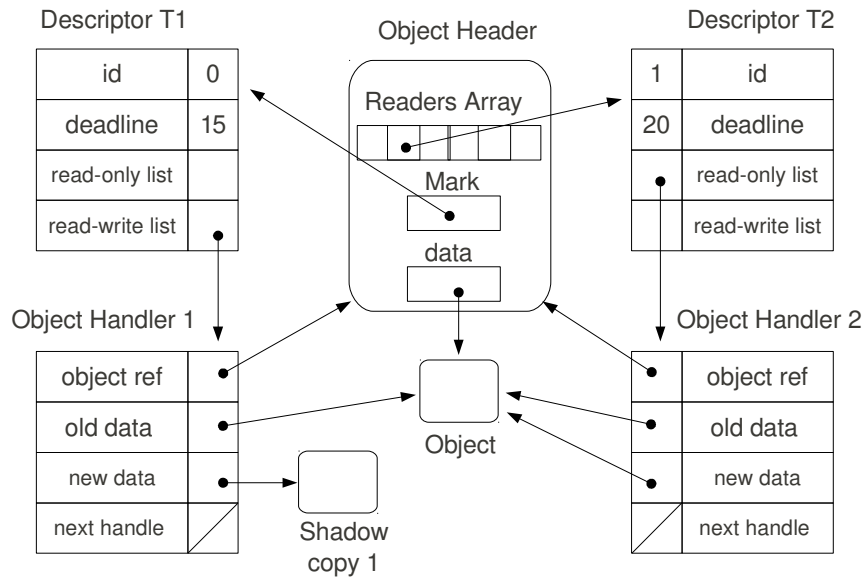 Descriptor T1
Object Header
Descriptor T2
id 0
1 id
Readers Array
deadline 15
20 deadline
read-only list
read-only list
Mark
read-write list
read-write list
data
Object Handler 1
Object Handler 2
object ref
object ref
old data
old data
Object
new data
new data
next handle
next handle
Shadow
copy 1